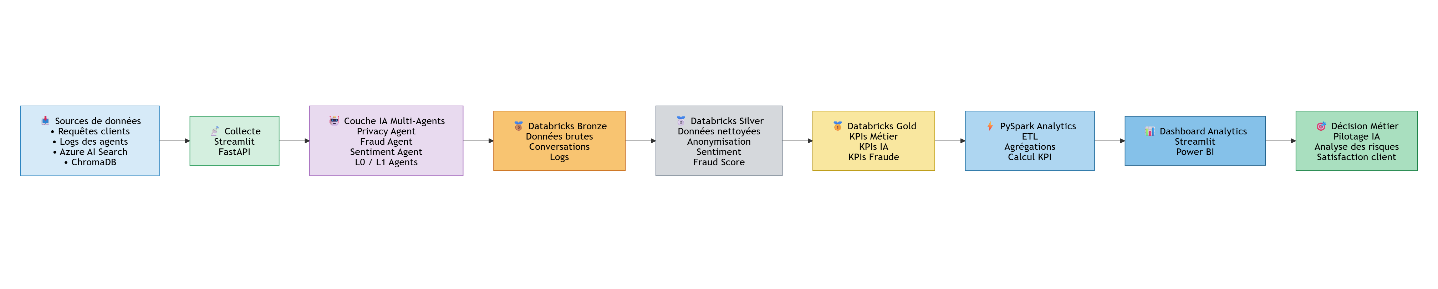 Sources de données
• Requêtes clients
• Logs des agents
• Azure AI Search
• ChromaDB
Collecte
Streamlit
FastAPI
Couche IA Multi-Agents
Privacy Agent
Fraud Agent
Sentiment Agent
L0 / L1 Agents
Databricks Bronze
Données brutes
Conversations
Logs
Databricks Silver
Données nettoyées
Anonymisation
Sentiment
Fraud Score
Databricks Gold
KPIs Métier
KPIs IA
KPIs Fraude
PySpark Analytics
ETL
Agrégations
Calcul KPI
Dashboard Analytics
Streamlit
Power BI
Décision Métier
Pilotage IA
Analyse des risques
Satisfaction client